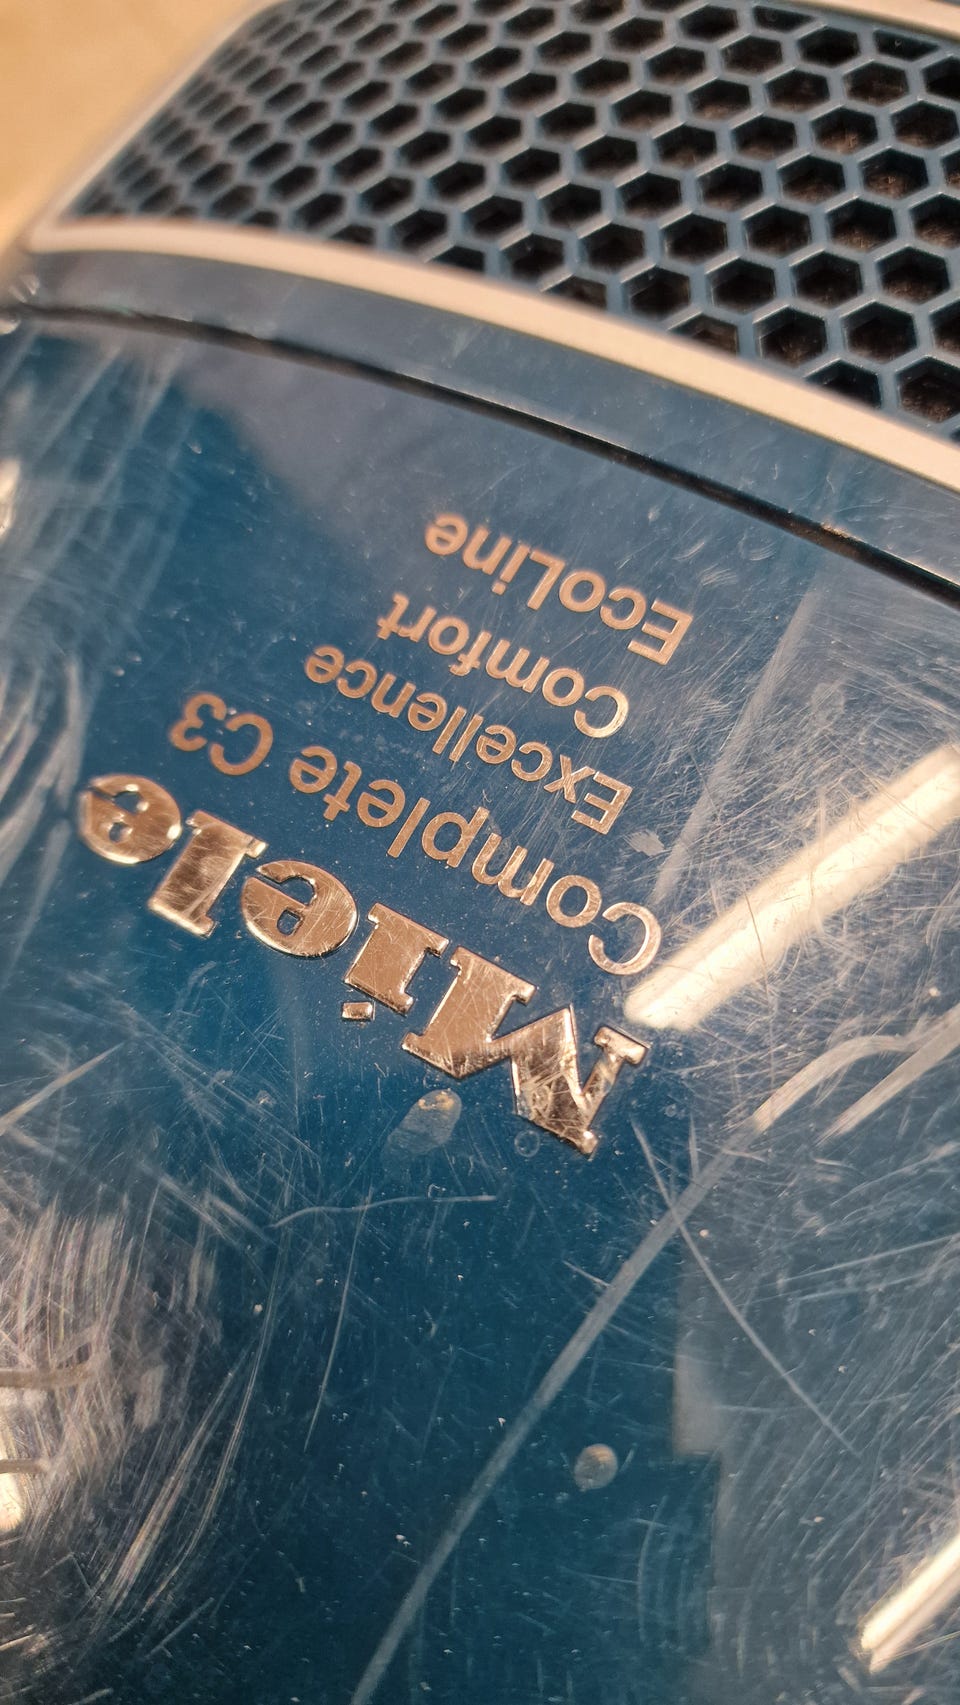 Miele
Complete C3
Excellence
Comfort
EcoLine